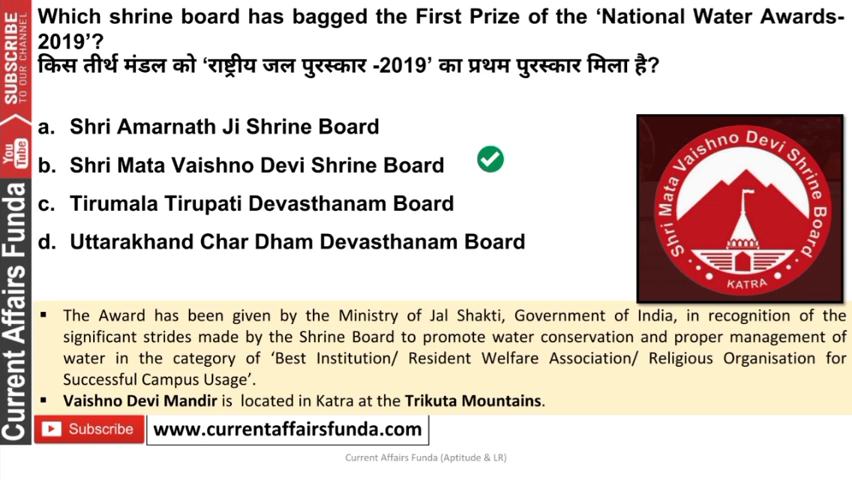 Which shrine board has bagged the First Prize of the ‘National Water Awards-
2019’?
किस तीर्थ मंडल को ‘राष्ट्रीय जल पुरस्कार -2019’ का प्रथम पुरस्कार मिला है?
a. Shri Amarnath Ji Shrine Board
b. Shri Mata Vaishno Devi Shrine Board
c. Tirumala Tirupati Devasthanam Board
d. Uttarakhand Char Dham Devasthanam Board
Shri Mata Vaishno Devi Shrine Board
KATRA
▪ The Award has been given by the Ministry of Jal Shakti, Government of India, in recognition of the
significant strides made by the Shrine Board to promote water conservation and proper management of
water in the category of ‘Best Institution/ Resident Welfare Association/ Religious Organisation for
Successful Campus Usage’.
▪ Vaishno Devi Mandir is located in Katra at the Trikuta Mountains.
Subscribe
www.currentaffairsfunda.com
Current Affairs Funda (Aptitude & LR)
SUBSCRIBE
TO OUR CHANNEL
You Tube
Current Affairs Funda